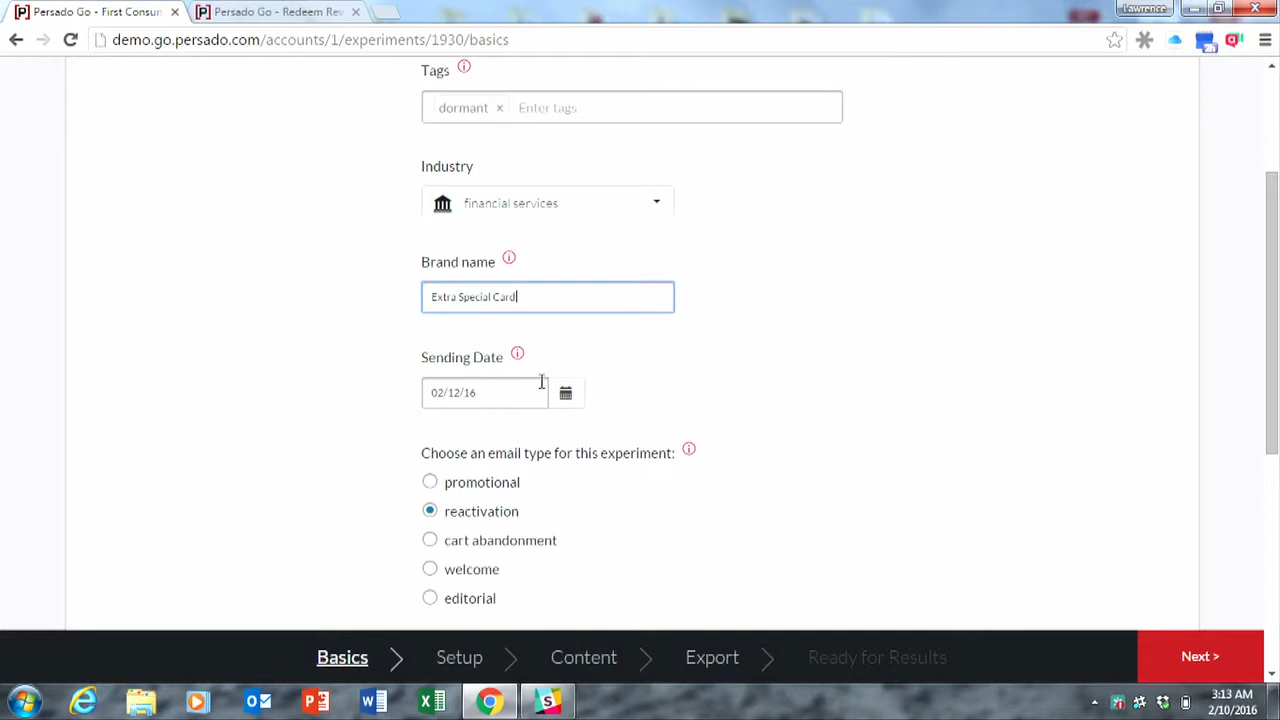 Persado Go - First Consum
Persado Go - Redeem Rev
Lawrence
demo.go.persado.com/accounts/1/experiments/1930/basics
Tags
dormant × Enter tags
Industry
financial services
Brand name
Extra Special Card
Sending Date
02/12/16
Choose an email type for this experiment:
promotional
reactivation
cart abandonment
welcome
editorial
Basics
Setup
Content
Export
Ready for Results
Next >
3:13 AM
2/10/2016